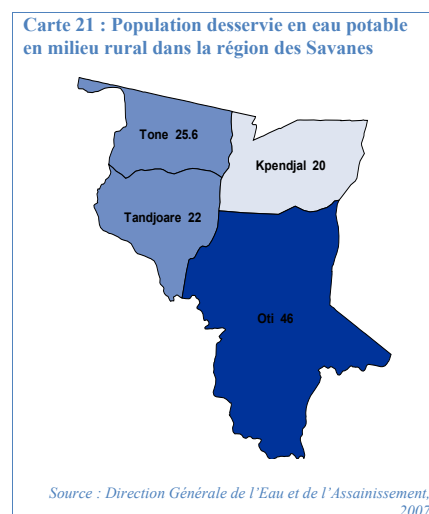 Carte 21 : Population desservie en eau potable
en milieu rural dans la région des Savanes
Tone 25.6
Kpendjal 20
Tandjoare 22
Oti 46
Source : Direction Générale de l'Eau et de l'Assainissement,
2007